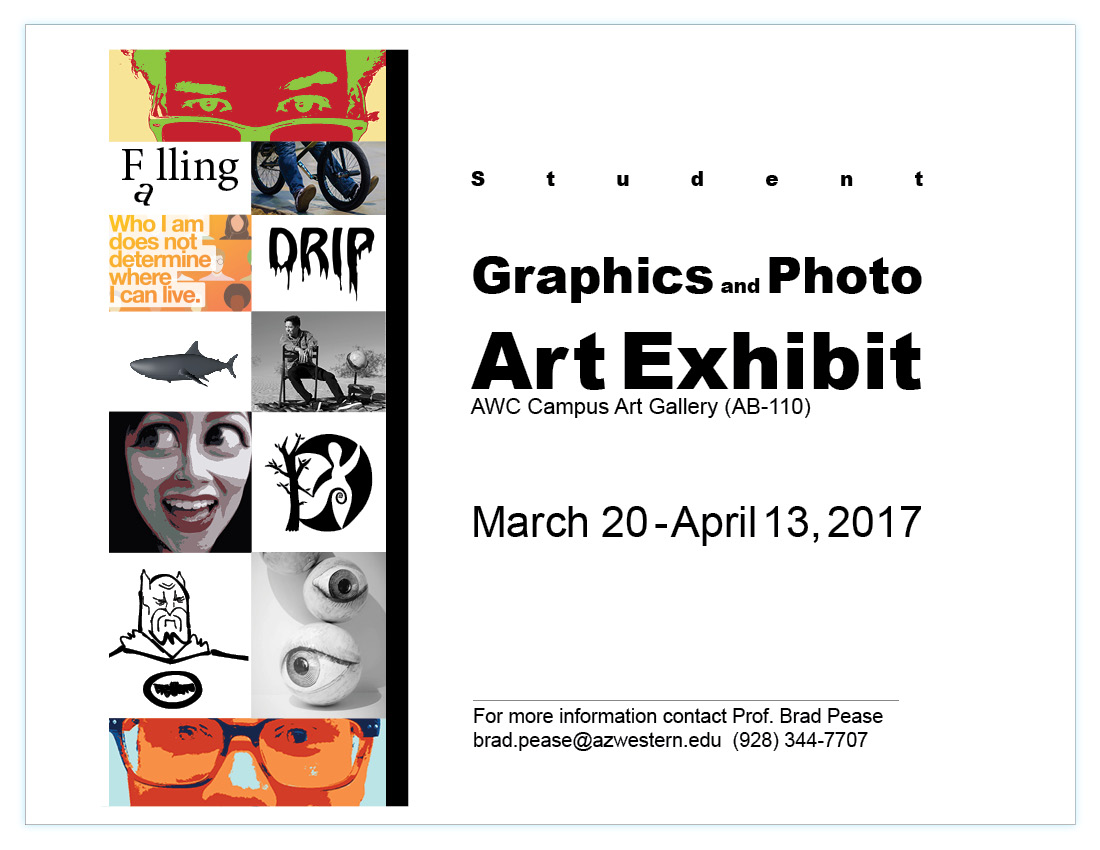 Falling
Who I am
does not
determine
where
I can live.
DRIP
Student
Graphics and Photo
Art Exhibit
AWC Campus Art Gallery (AB-110)
March 20 - April 13, 2017
For more information contact Prof. Brad Pease
brad.pease@azwestern.edu (928) 344-7707